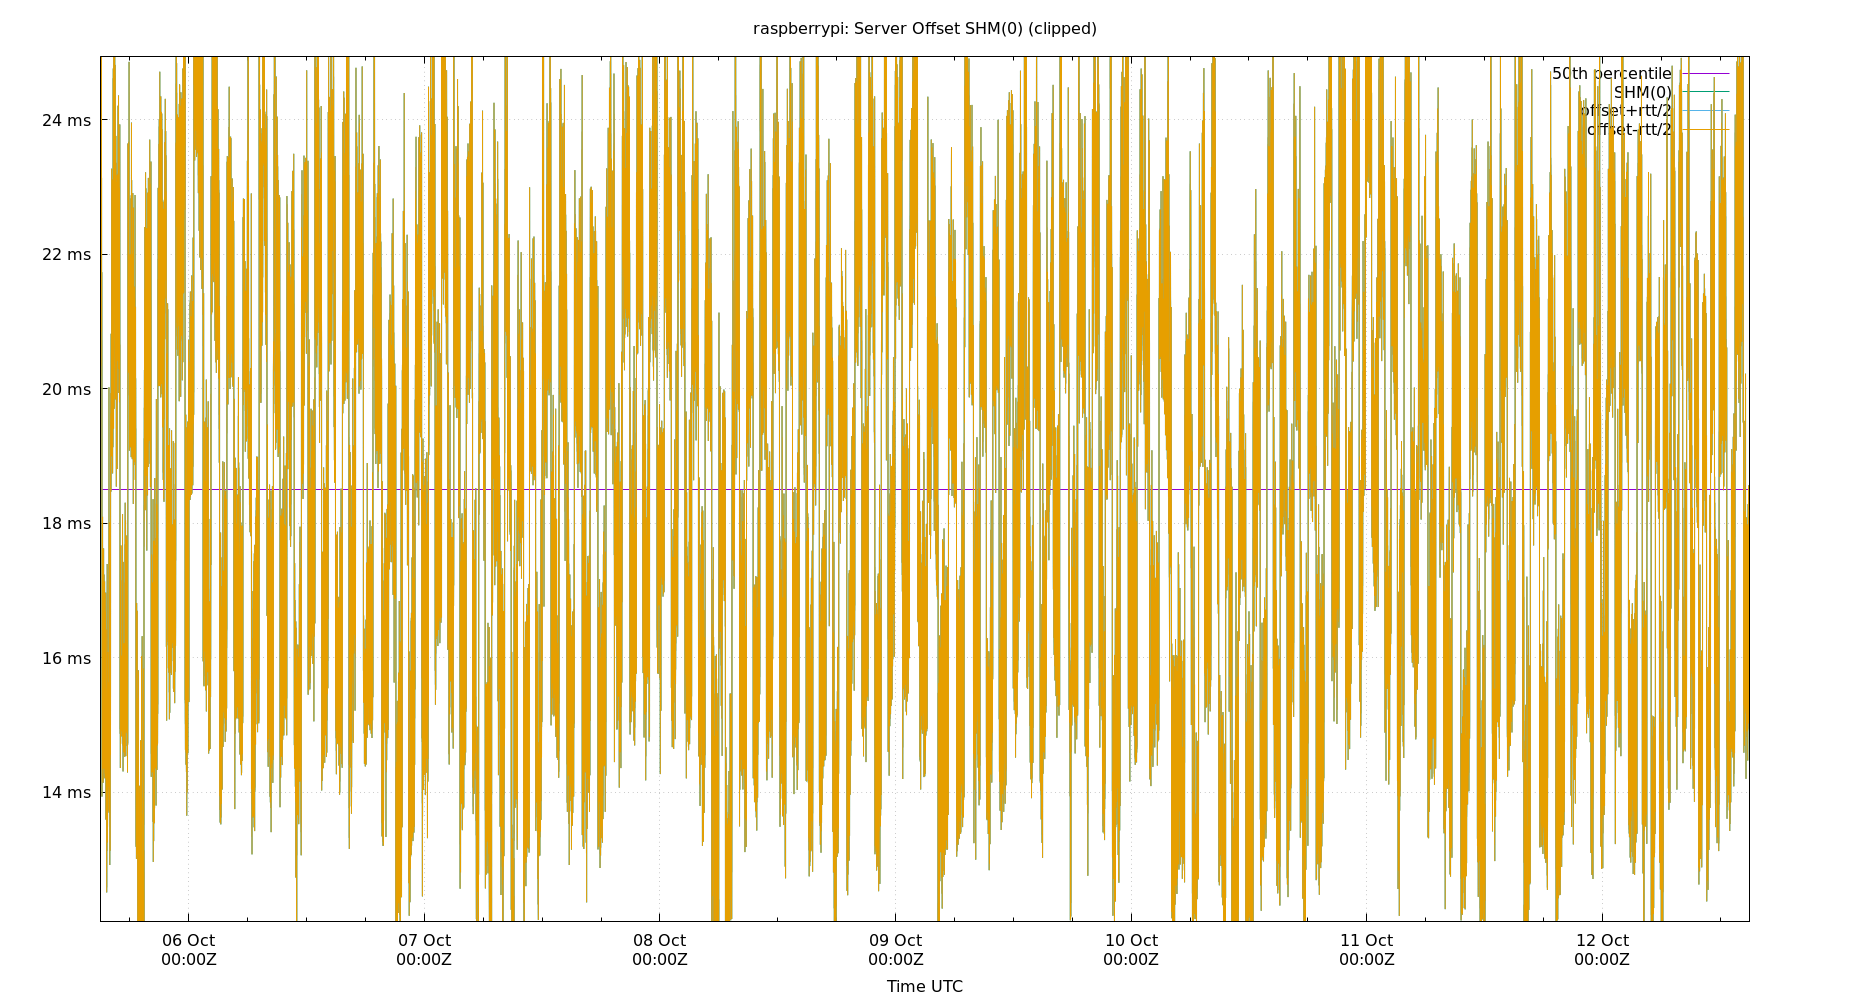 raspberrypi: Server Offset SHM(0) (clipped)
50th percentile
SHM(0)
offset+rtt/2
offset-rtt/2
24 ms
22 ms
20 ms
18 ms
16 ms
14 ms
06 Oct 07 Oct 08 Oct 09 Oct 10 Oct 11 Oct 12 Oct
00:00Z 00:00Z 00:00Z 00:00Z 00:00Z 00:00Z 00:00Z
Time UTC